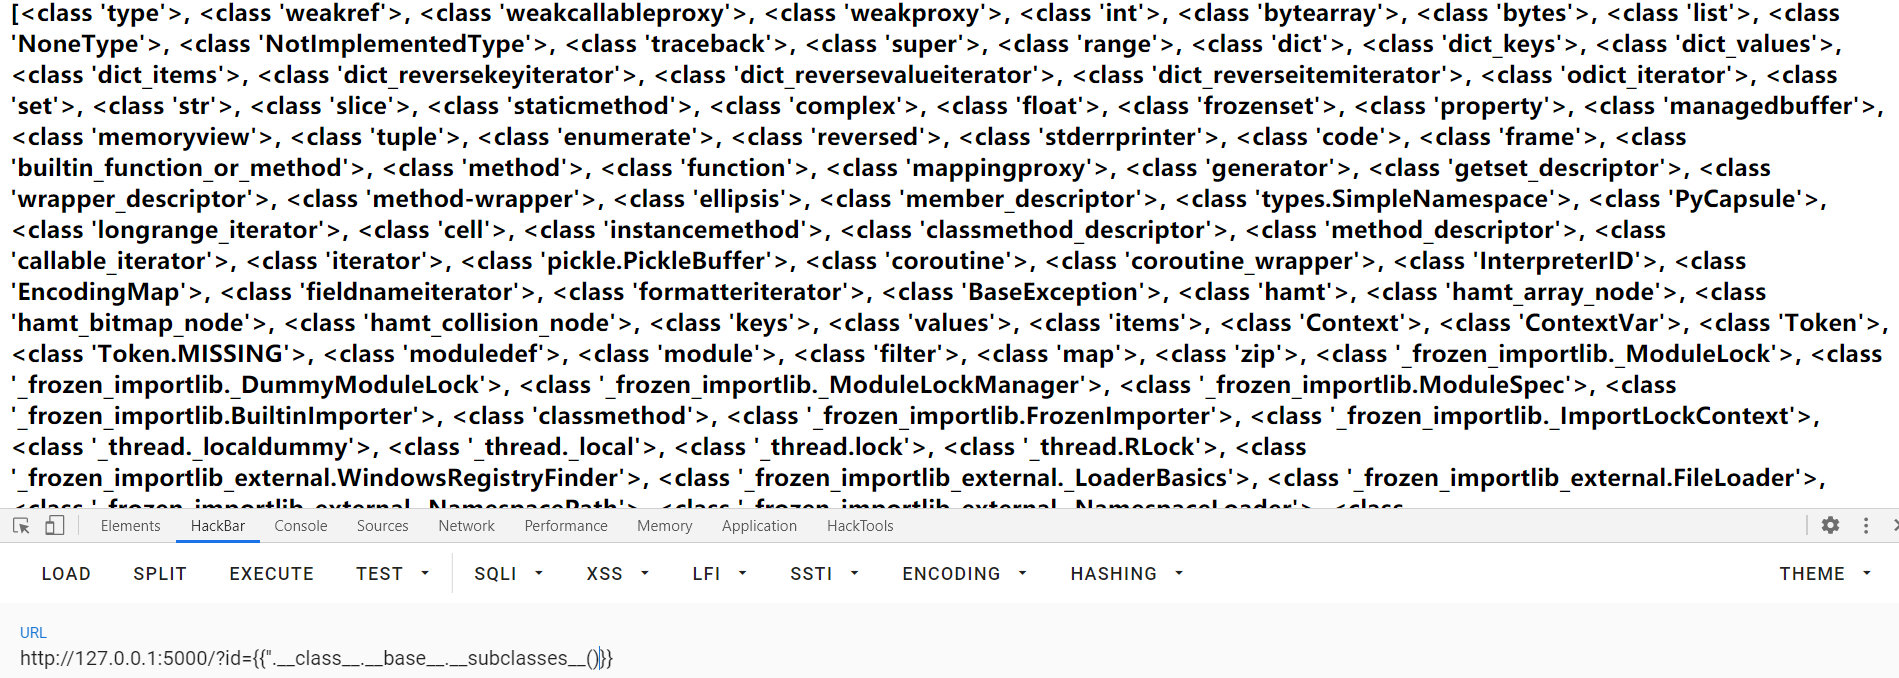 [<class 'type'>, <class 'weakref'>, <class 'weakcallableproxy'>, <class 'weakproxy'>, <class 'int'>, <class 'bytearray'>, <class 'bytes'>, <class 'list'>, <class
'NoneType'>, <class 'NotImplementedType'>, <class 'traceback'>, <class 'super'>, <class 'range'>, <class 'dict'>, <class 'dict_keys'>, <class 'dict_values'>,
<class 'dict_items'>, <class 'dict_reversekeyiterator'>, <class 'dict_reversevalueiterator'>, <class 'dict_reverseitemiterator'>, <class 'odict_iterator'>, <class
'set'>, <class 'str'>, <class 'slice'>, <class 'staticmethod'>, <class 'complex'>, <class 'float'>, <class 'frozenset'>, <class 'property'>, <class 'managedbuffer'>,
<class 'memoryview'>, <class 'tuple'>, <class 'enumerate'>, <class 'reversed'>, <class 'stderrprinter'>, <class 'code'>, <class 'frame'>, <class
'builtin_function_or_method'>, <class 'method'>, <class 'function'>, <class 'mappingproxy'>, <class 'generator'>, <class 'getset_descriptor'>, <class
'wrapper_descriptor'>, <class 'method-wrapper'>, <class 'ellipsis'>, <class 'member_descriptor'>, <class 'types.SimpleNamespace'>, <class 'PyCapsule'>,
<class 'longrange_iterator'>, <class 'cell'>, <class 'instancemethod'>, <class 'classmethod_descriptor'>, <class 'method_descriptor'>, <class
'callable_iterator'>, <class 'iterator'>, <class 'pickle.PickleBuffer'>, <class 'coroutine'>, <class 'coroutine_wrapper'>, <class 'InterpreterID'>, <class
'EncodingMap'>, <class 'fieldnameiterator'>, <class 'formatteriterator'>, <class 'BaseException'>, <class 'hamt'>, <class 'hamt_array_node'>, <class
'hamt_bitmap_node'>, <class 'hamt_collision_node'>, <class 'keys'>, <class 'values'>, <class 'items'>, <class 'Context'>, <class 'ContextVar'>, <class 'Token'>,
<class 'Token.MISSING'>, <class 'moduledef'>, <class 'module'>, <class 'filter'>, <class 'map'>, <class 'zip'>, <class '_frozen_importlib._ModuleLock'>, <class
'_frozen_importlib._DummyModuleLock'>, <class '_frozen_importlib._ModuleLockManager'>, <class '_frozen_importlib.ModuleSpec'>, <class
'_frozen_importlib.BuiltinImporter'>, <class 'classmethod'>, <class '_frozen_importlib.FrozenImporter'>, <class '_frozen_importlib._ImportLockContext'>,
<class '_thread._localdummy'>, <class '_thread._local'>, <class '_thread.lock'>, <class '_thread.RLock'>, <class
'_frozen_importlib_external.WindowsRegistryFinder'>, <class '_frozen_importlib_external._LoaderBasics'>, <class '_frozen_importlib_external.FileLoader'>,
<class '_frozen_importlib_external._NamespacePath'>, <class '_frozen_importlib_external._NamespaceLoader'>, <class
Elements HackBar Console Sources Network Performance Memory Application HackTools
LOAD SPLIT EXECUTE TEST SQLI XSS LFI SSTI ENCODING HASHING THEME
URL
http://127.0.0.1:5000/?id={{''.__class__.__base__.__subclasses__()}}